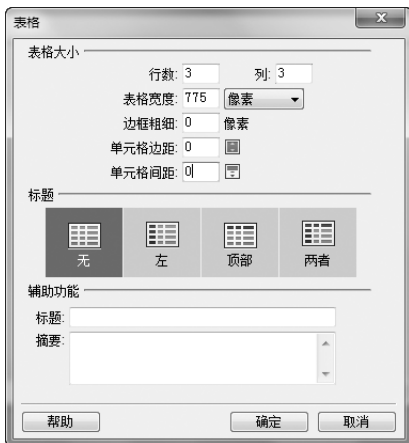 表格
x
表格大小
行数: 3 列: 3
表格宽度: 775 像素
边框粗细: 0 像素
单元格边距: 0
单元格间距: 0
标题
无 左 顶部 两者
辅助功能
标题:
摘要:
帮助 确定 取消